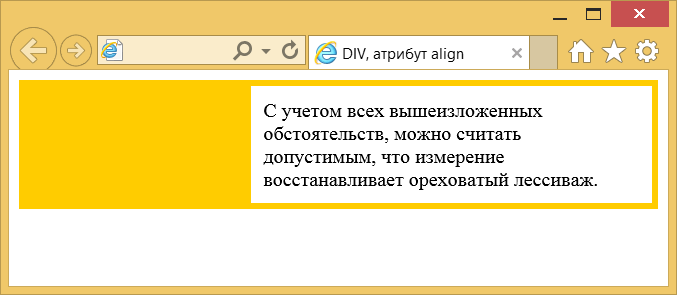 DIV, атрибут align
С учетом всех вышеизложенных
обстоятельств, можно считать
допустимым, что измерение
восстанавливает ореховатый лессиваж.